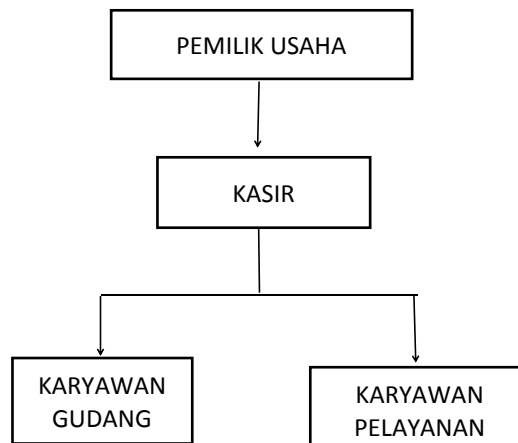 PEMILIK USAHA
KASIR
KARYAWAN
GUDANG
KARYAWAN
PELAYANAN